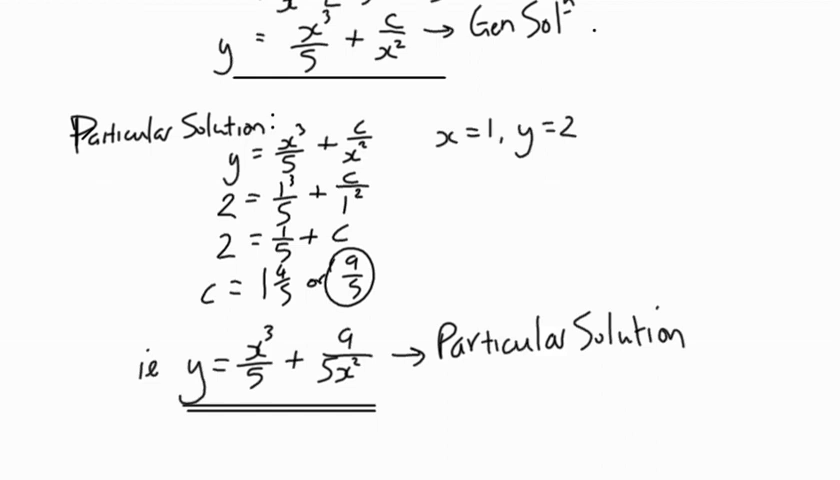 y = x³/5 + c/x² → Gen Solⁿ.
Particular Solution:
y = x³/5 + c/x² x = 1, y = 2
2 = 1³/5 + c/1²
2 = 1/5 + c
c = 1 4/5 or 9/5
ie y = x³/5 + 9/5x² → Particular Solution